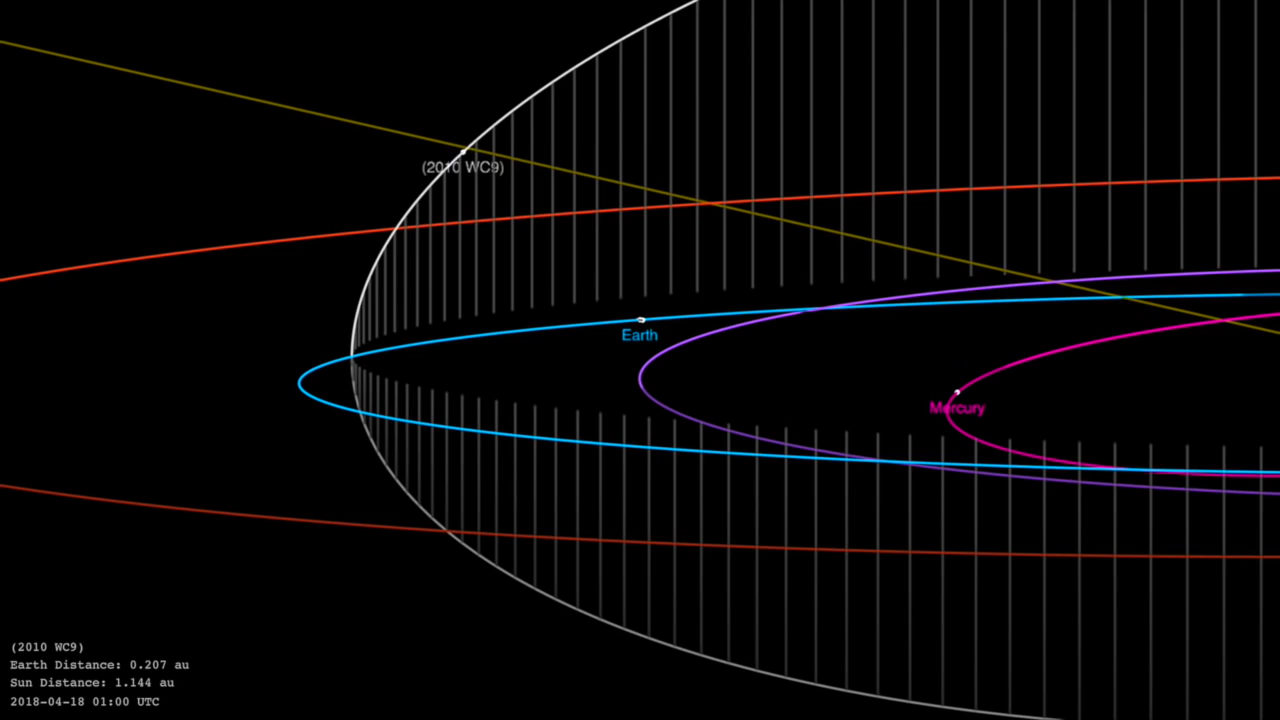 (2010 WC9)
Earth
Mercury
(2010 WC9)
Earth Distance: 0.207 au
Sun Distance: 1.144 au
2018-04-18 01:00 UTC